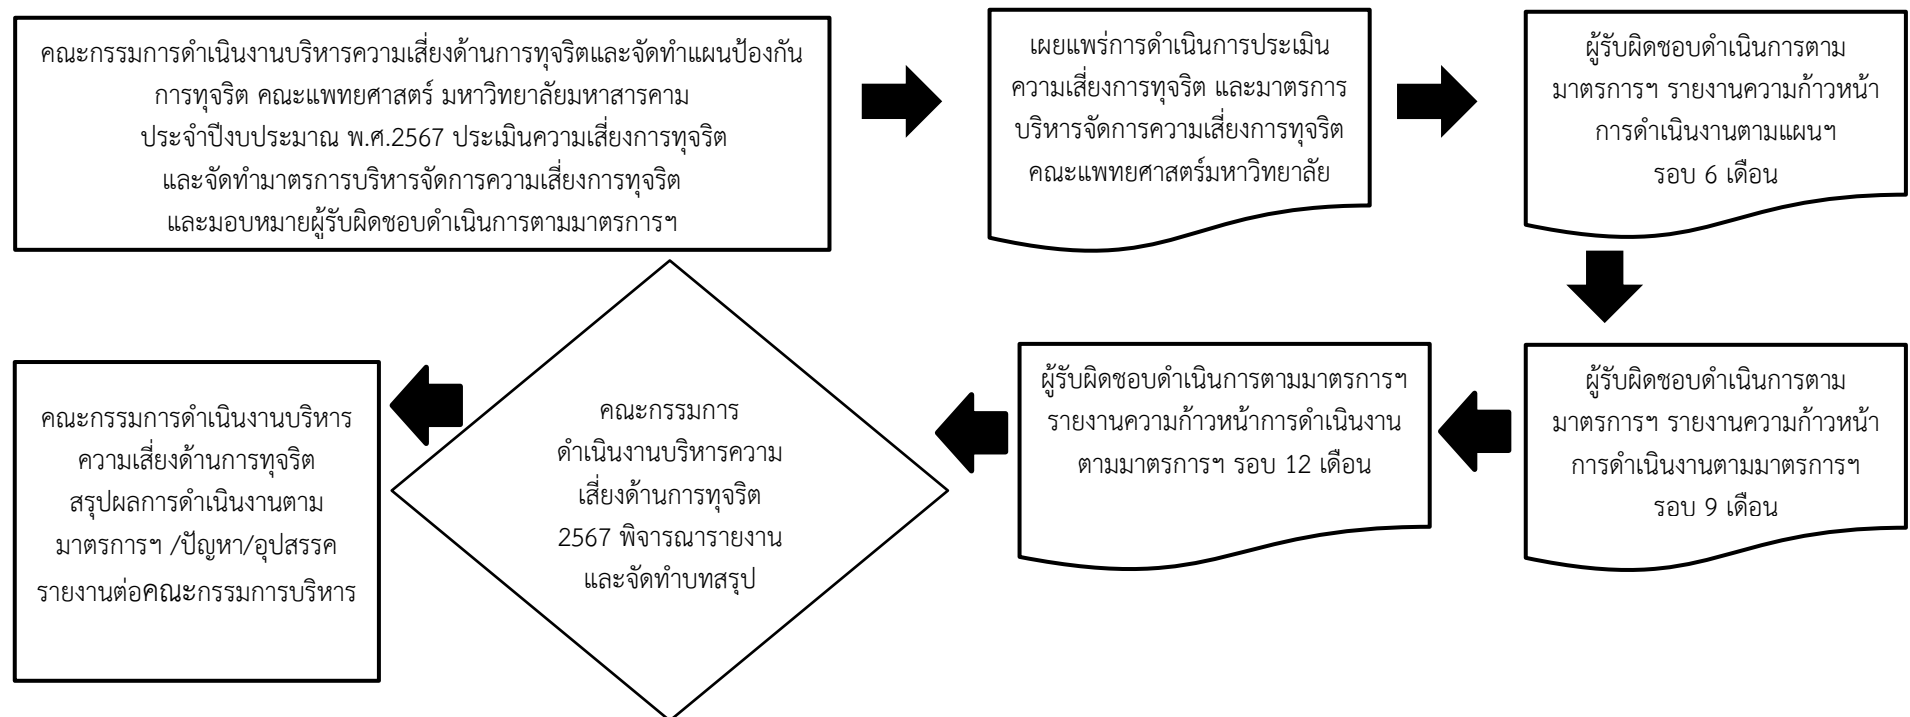 คณะกรรมการดำเนินงานบริหารความเสี่ยงด้านการทุจริตและจัดทำแผนป้องกัน
การทุจริต คณะแพทยศาสตร์ มหาวิทยาลัยมหาสารคาม
ประจำปีงบประมาณ พ.ศ.2567 ประเมินความเสี่ยงการทุจริต
และจัดทำมาตรการบริหารจัดการความเสี่ยงการทุจริต
และมอบหมายผู้รับผิดชอบดำเนินการตามมาตรการฯ
เผยแพร่การดำเนินการประเมิน
ความเสี่ยงการทุจริต และมาตรการ
บริหารจัดการความเสี่ยงการทุจริต
คณะแพทยศาสตร์มหาวิทยาลัย
ผู้รับผิดชอบดำเนินการตาม
มาตรการฯ รายงานความก้าวหน้า
การดำเนินงานตามแผนฯ
รอบ 6 เดือน
ผู้รับผิดชอบดำเนินการตาม
มาตรการฯ รายงานความก้าวหน้า
การดำเนินงานตามมาตรการฯ
รอบ 9 เดือน
ผู้รับผิดชอบดำเนินการตามมาตรการฯ
รายงานความก้าวหน้าการดำเนินงาน
ตามมาตรการฯ รอบ 12 เดือน
คณะกรรมการ
ดำเนินงานบริหารความ
เสี่ยงด้านการทุจริต
2567 พิจารณารายงาน
และจัดทำบทสรุป
คณะกรรมการดำเนินงานบริหาร
ความเสี่ยงด้านการทุจริต
สรุปผลการดำเนินงานตาม
มาตรการฯ /ปัญหา/อุปสรรค
รายงานต่อคณะกรรมการบริหาร